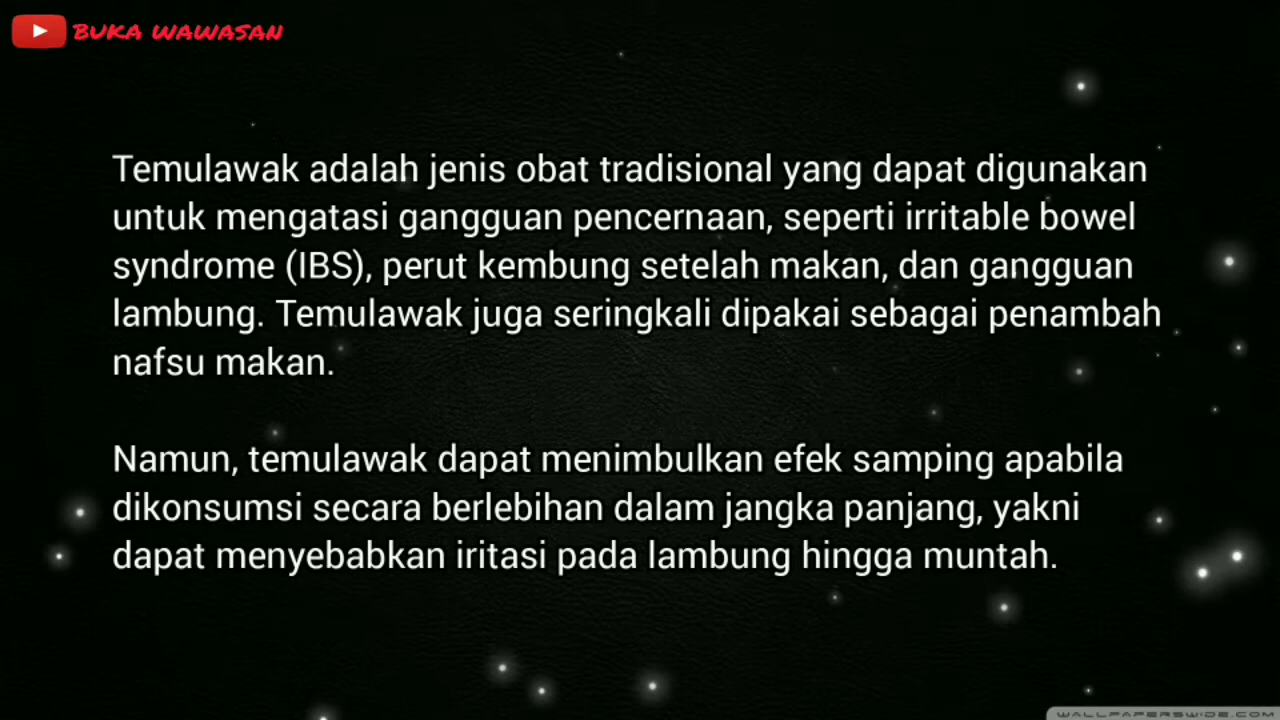 BUKA WAWASAN
Temulawak adalah jenis obat tradisional yang dapat digunakan
untuk mengatasi gangguan pencernaan, seperti irritable bowel
syndrome (IBS), perut kembung setelah makan, dan gangguan
lambung. Temulawak juga seringkali dipakai sebagai penambah
nafsu makan.
Namun, temulawak dapat menimbulkan efek samping apabila
dikonsumsi secara berlebihan dalam jangka panjang, yakni
dapat menyebabkan iritasi pada lambung hingga muntah.
WALLPAPERSWIDE.COM